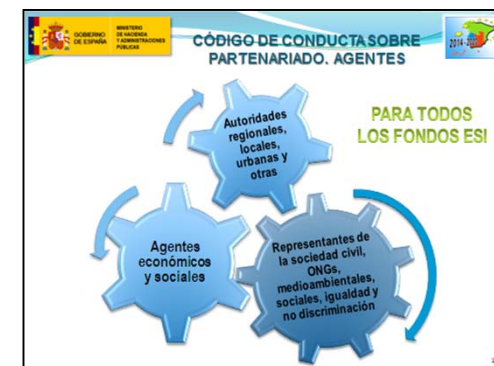 GOBIERNO
DE ESPAÑA
MINISTERIO
DE HACIENDA
Y ADMINISTRACIONES
PÚBLICAS
CÓDIGO DE CONDUCTA SOBRE
PARTENARIADO. AGENTES
2014-2020
PARA TODOS
LOS FONDOS ESI
Autoridades
regionales,
locales,
urbanas y
otras
Agentes
económicos
y sociales
Representantes de
la sociedad civil,
ONGs,
medioambientales,
sociales, igualdad y
no discriminación